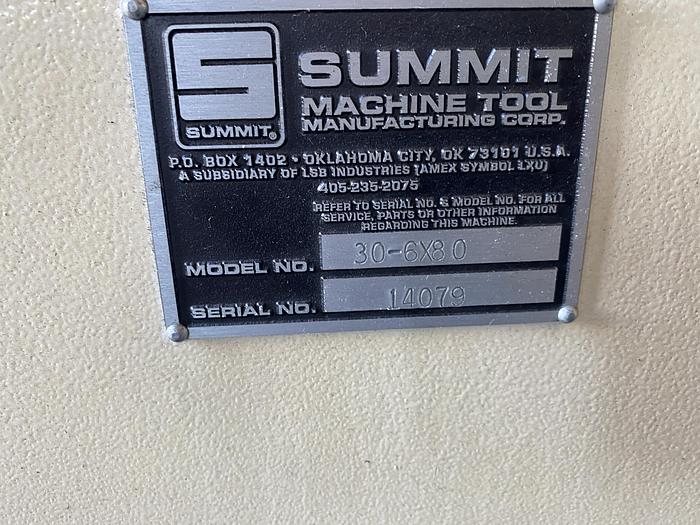 S
SUMMIT®
SUMMIT
MACHINE TOOL
MANUFACTURING CORP.
P.O. BOX 1402 • OKLAHOMA CITY, OK 73101 U.S.A.
A SUBSIDIARY OF LSB INDUSTRIES (AMEX SYMBOL LXU)
405-235-2075
REFER TO SERIAL NO. & MODEL NO. FOR ALL
SERVICE, PARTS OR OTHER INFORMATION
REGARDING THIS MACHINE.
MODEL NO. 30-6X80
SERIAL NO. 14079